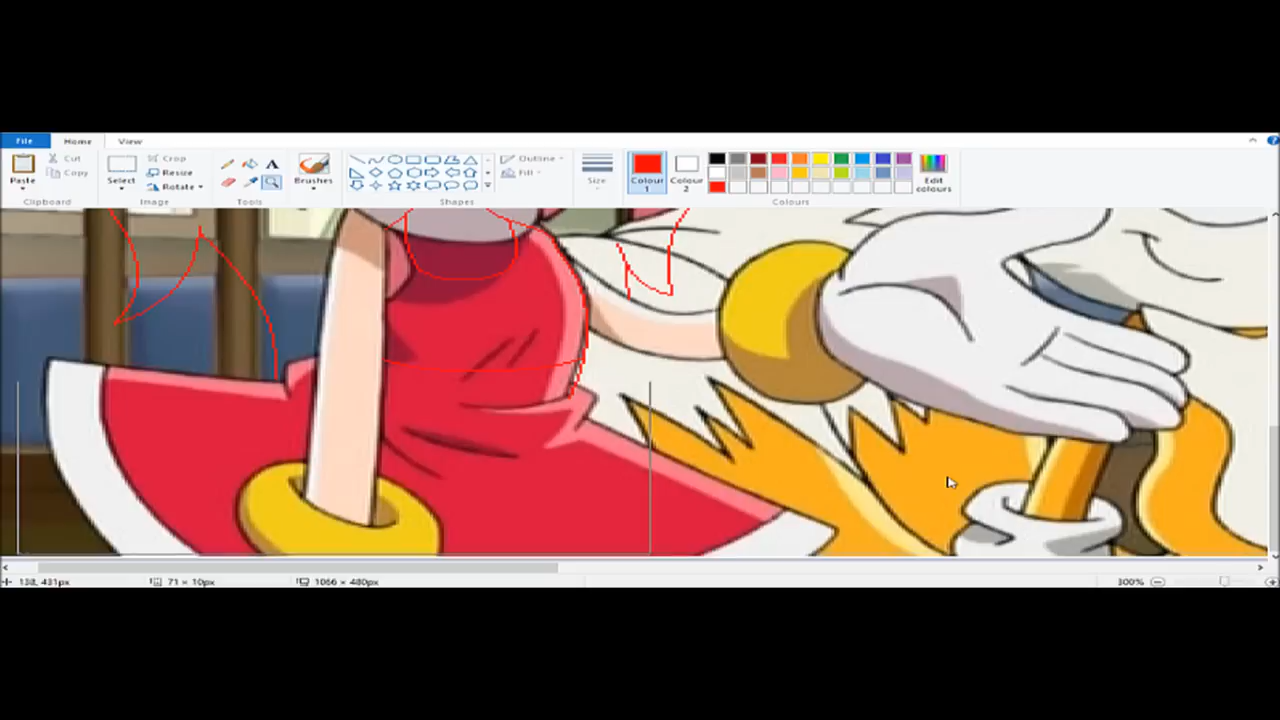 File Home View
Paste Cut Copy
Clipboard
Select Crop Resize Rotate
Image
A
Tools
Brushes
Shapes
Outline
Fill
Size
Colour 1
Colour 2
Edit colours
Colours
138, 431px 71 × 10px 1066 × 480px 300%